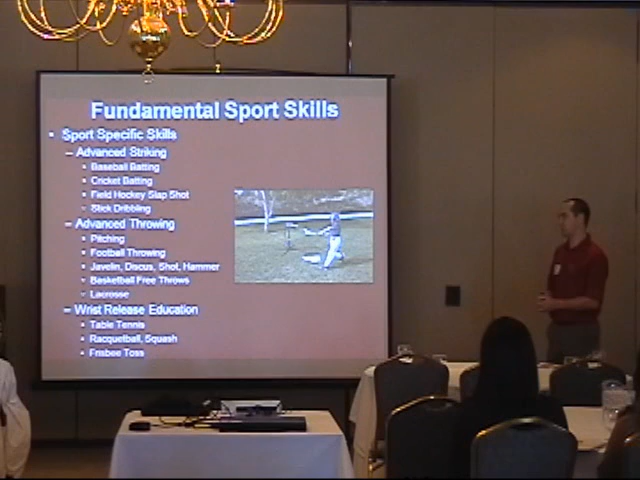 Fundamental Sport Skills
• Sport Specific Skills
– Advanced Striking
• Baseball Batting
• Cricket Batting
• Field Hockey Slap Shot
• Stick Dribbling
– Advanced Throwing
• Pitching
• Football Throwing
• Javelin, Discus, Shot, Hammer
• Basketball Free Throws
• Lacrosse
– Wrist Release Education
• Table Tennis
• Racquetball, Squash
• Frisbee Toss